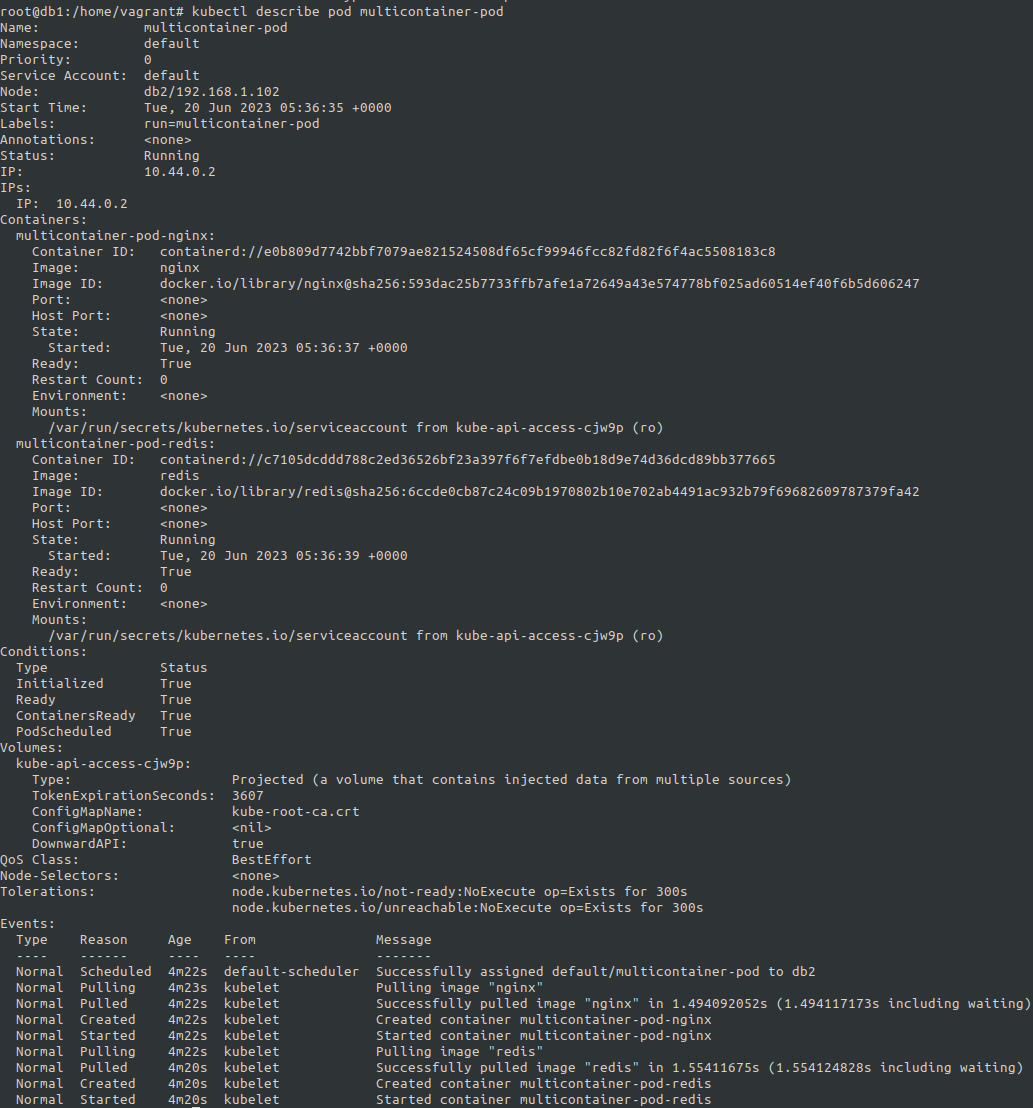 root@db1:/home/vagrant# kubectl describe pod multicontainer-pod
Name:             multicontainer-pod
Namespace:        default
Priority:         0
Service Account:  default
Node:             db2/192.168.1.102
Start Time:       Tue, 20 Jun 2023 05:36:35 +0000
Labels:           run=multicontainer-pod
Annotations:      <none>
Status:           Running
IP:               10.44.0.2
IPs:
  IP:  10.44.0.2
Containers:
  multicontainer-pod-nginx:
    Container ID:   containerd://e0b809d7742bbf7079ae821524508df65cf99946fcc82fd82f6f4ac5508183c8
    Image:          nginx
    Image ID:       docker.io/library/nginx@sha256:593dac25b7733ffb7afe1a72649a43e574778bf025ad60514ef40f6b5d606247
    Port:           <none>
    Host Port:      <none>
    State:          Running
      Started:      Tue, 20 Jun 2023 05:36:37 +0000
    Ready:          True
    Restart Count:  0
    Environment:    <none>
    Mounts:
      /var/run/secrets/kubernetes.io/serviceaccount from kube-api-access-cjw9p (ro)
  multicontainer-pod-redis:
    Container ID:   containerd://c7105dcddd788c2ed36526bf23a397f6f7efdbe0b18d9e74d36dcd89bb377665
    Image:          redis
    Image ID:       docker.io/library/redis@sha256:6ccde0cb87c24c09b1970802b10e702ab4491ac932b79f69682609787379fa42
    Port:           <none>
    Host Port:      <none>
    State:          Running
      Started:      Tue, 20 Jun 2023 05:36:39 +0000
    Ready:          True
    Restart Count:  0
    Environment:    <none>
    Mounts:
      /var/run/secrets/kubernetes.io/serviceaccount from kube-api-access-cjw9p (ro)
Conditions:
  Type              Status
  Initialized       True
  Ready             True
  ContainersReady   True
  PodScheduled      True
Volumes:
  kube-api-access-cjw9p:
    Type:                    Projected (a volume that contains injected data from multiple sources)
    TokenExpirationSeconds:  3607
    ConfigMapName:           kube-root-ca.crt
    ConfigMapOptional:       <nil>
    DownwardAPI:             true
QoS Class:                   BestEffort
Node-Selectors:              <none>
Tolerations:                 node.kubernetes.io/not-ready:NoExecute op=Exists for 300s
                             node.kubernetes.io/unreachable:NoExecute op=Exists for 300s
Events:
  Type    Reason     Age    From               Message
  ----    ------     ----   ----               -------
  Normal  Scheduled  4m22s  default-scheduler  Successfully assigned default/multicontainer-pod to db2
  Normal  Pulling    4m23s  kubelet            Pulling image "nginx"
  Normal  Pulled     4m22s  kubelet            Successfully pulled image "nginx" in 1.494092052s (1.494117173s including waiting)
  Normal  Created    4m22s  kubelet            Created container multicontainer-pod-nginx
  Normal  Started    4m22s  kubelet            Started container multicontainer-pod-nginx
  Normal  Pulling    4m22s  kubelet            Pulling image "redis"
  Normal  Pulled     4m20s  kubelet            Successfully pulled image "redis" in 1.55411675s (1.554124828s including waiting)
  Normal  Created    4m20s  kubelet            Created container multicontainer-pod-redis
  Normal  Started    4m20s  kubelet            Started container multicontainer-pod-redis